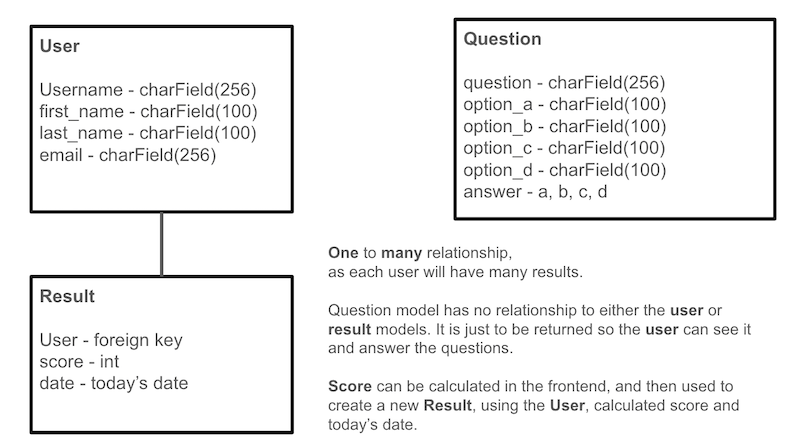 User
Username - charField(256)
first_name - charField(100)
last_name - charField(100)
email - charField(256)
Question
question - charField(256)
option_a - charField(100)
option_b - charField(100)
option_c - charField(100)
option_d - charField(100)
answer - a, b, c, d
Result
User - foreign key
score - int
date - today’s date
One to many relationship,
as each user will have many results.
Question model has no relationship to either the user or
result models. It is just to be returned so the user can see it
and answer the questions.
Score can be calculated in the frontend, and then used to
create a new Result, using the User, calculated score and
today’s date.